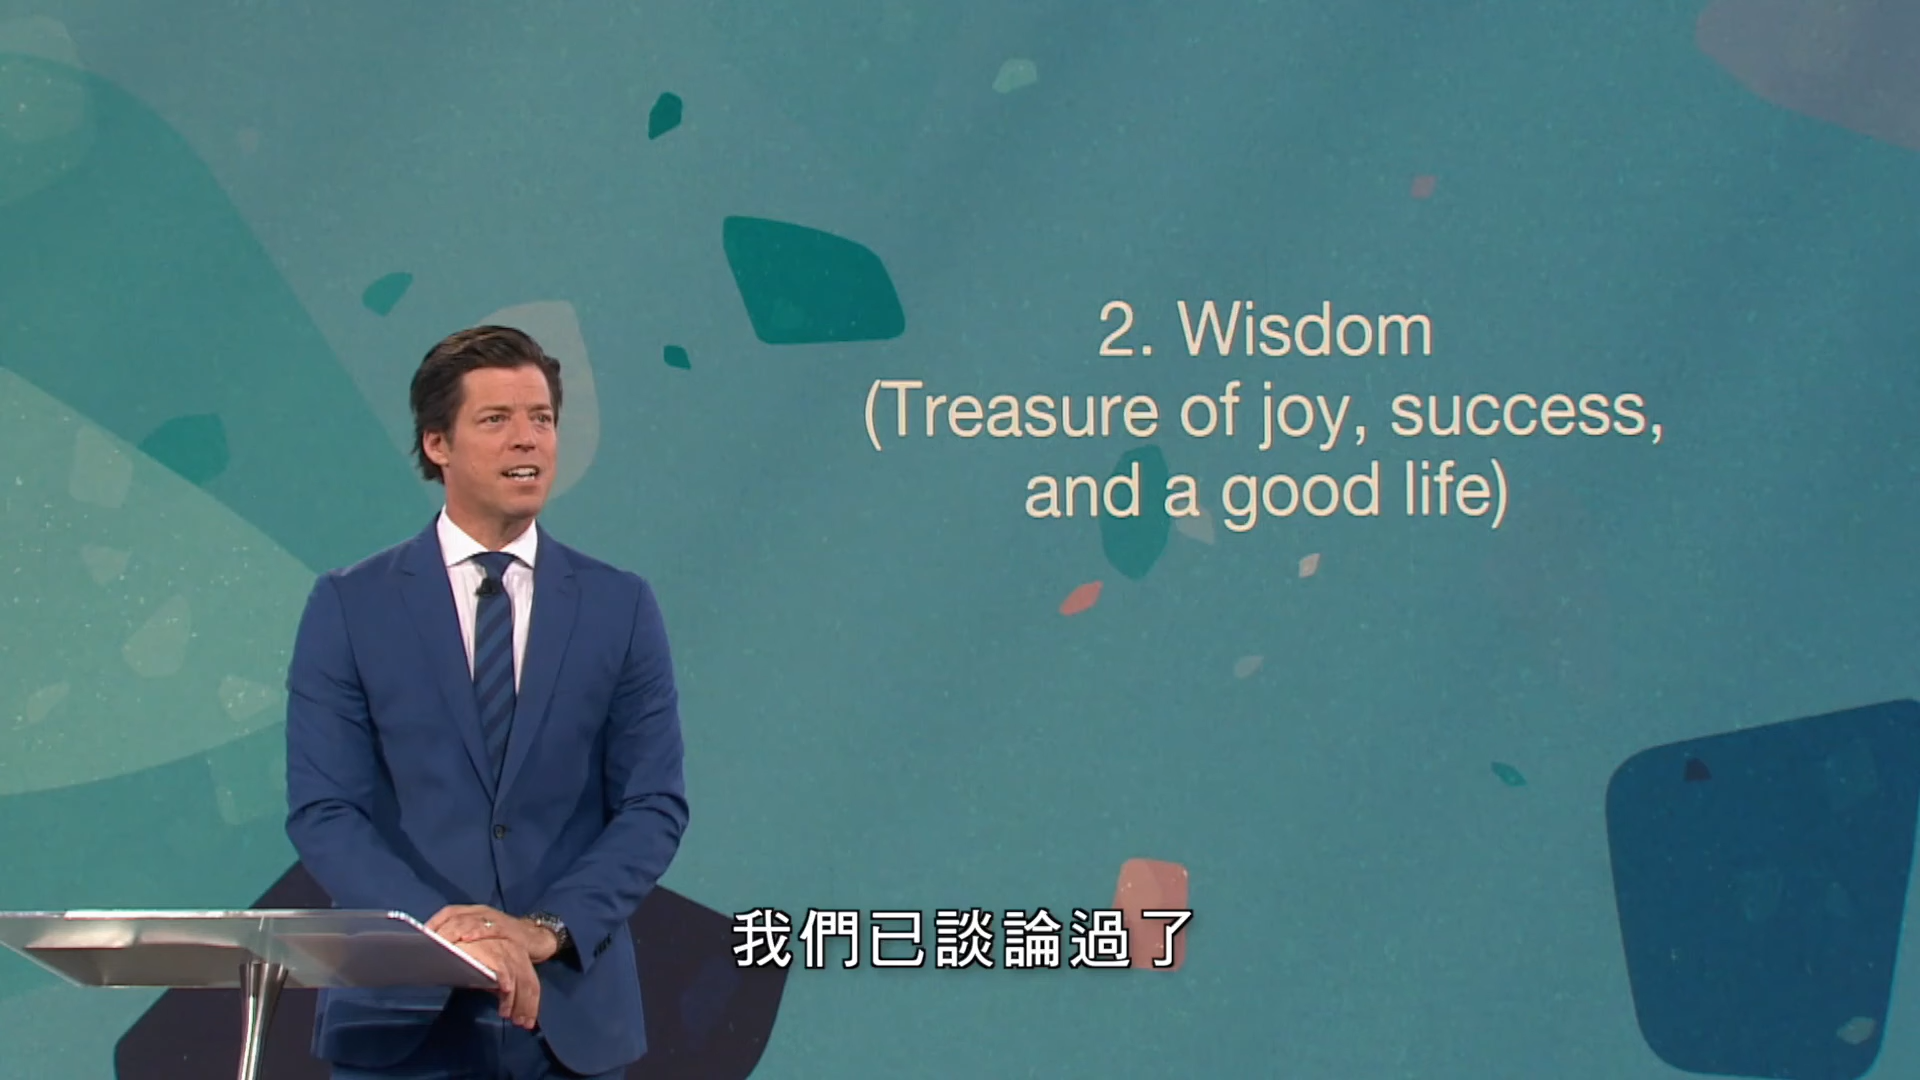 2. Wisdom
(Treasure of joy, success,
and a good life)
我們已談論過了